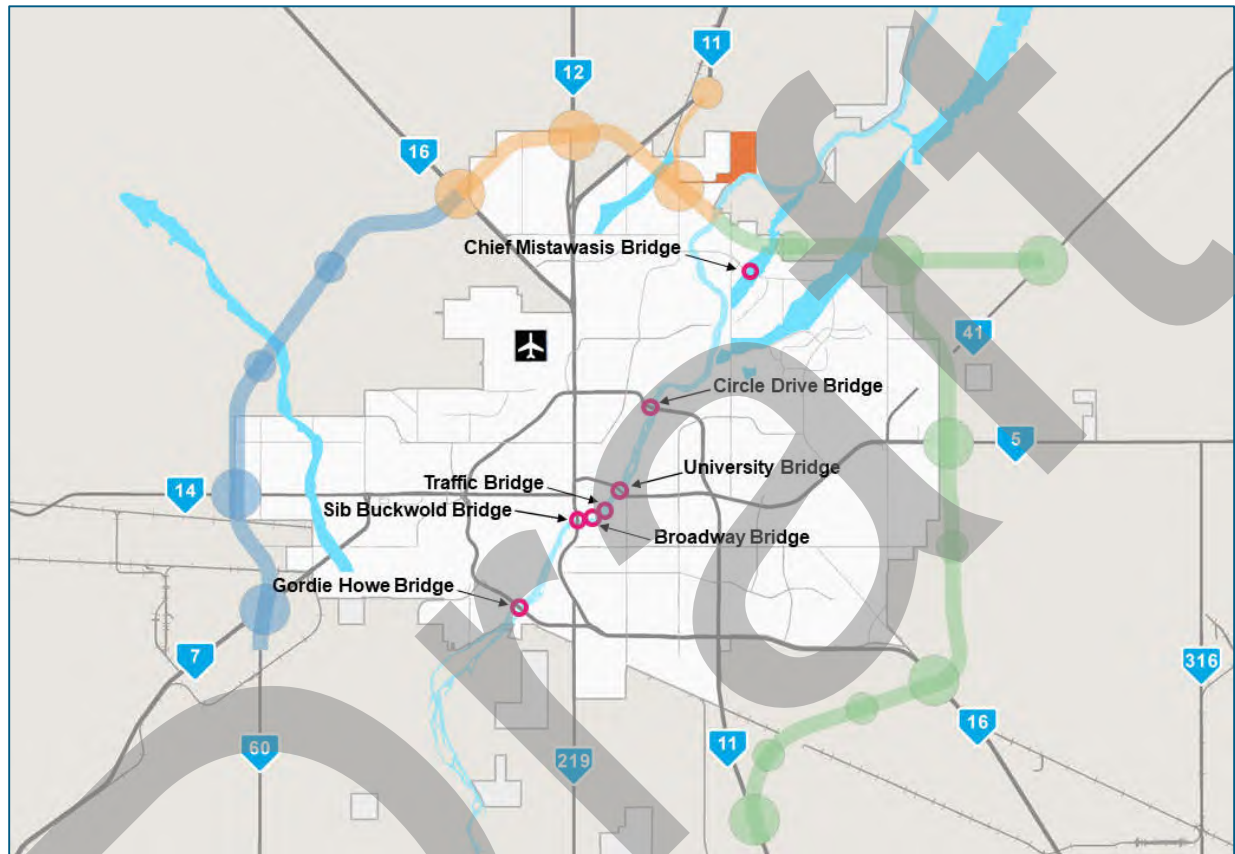 11
12
16
Chief Mistawasis Bridge
41
Circle Drive Bridge
5
University Bridge
14
Traffic Bridge
Sib Buckwold Bridge
Broadway Bridge
Gordie Howe Bridge
7
316
16
60
219
11
Draft